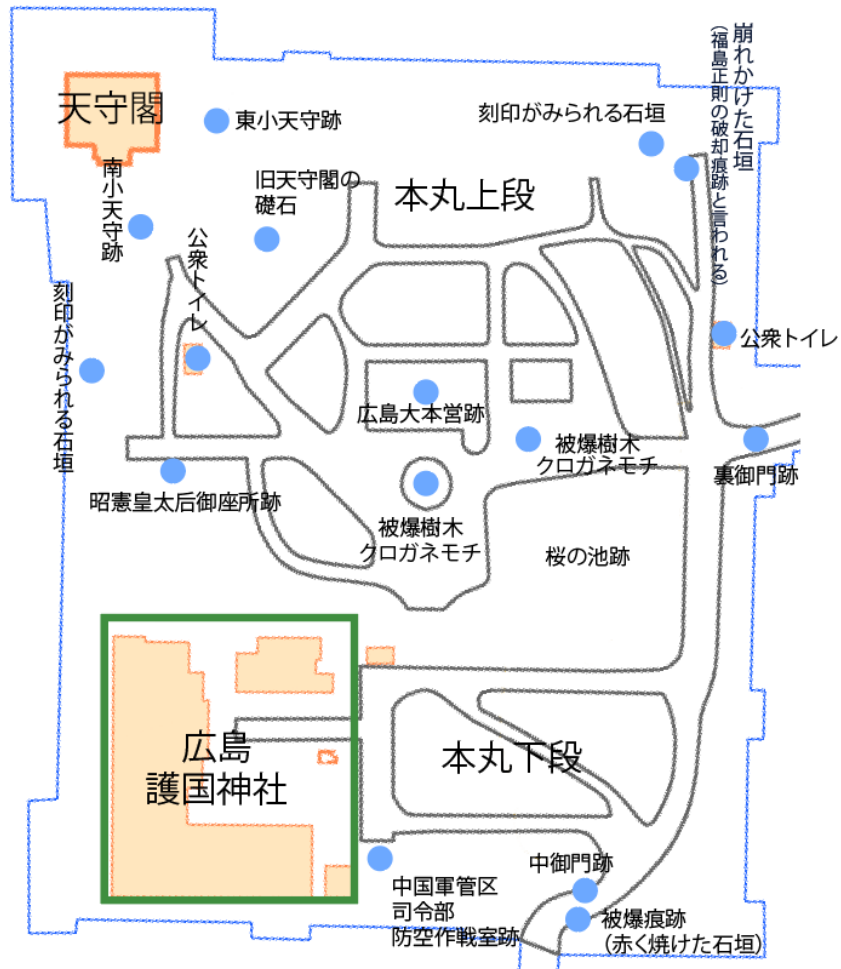 崩れかけた石垣
(福島正則の破却痕跡と言われる)
天守閣
東小天守跡
刻印がみられる石垣
南小天守跡
旧天守閣の
礎石
本丸上段
公衆トイレ
刻印がみられる石垣
公衆トイレ
広島大本営跡
被爆樹木
クロガネモチ
裏御門跡
昭憲皇太后御座所跡
被爆樹木
クロガネモチ
桜の池跡
広島
護国神社
本丸下段
中国軍管区
司令部
防空作戦室跡
中御門跡
被爆痕跡
(赤く焼けた石垣)